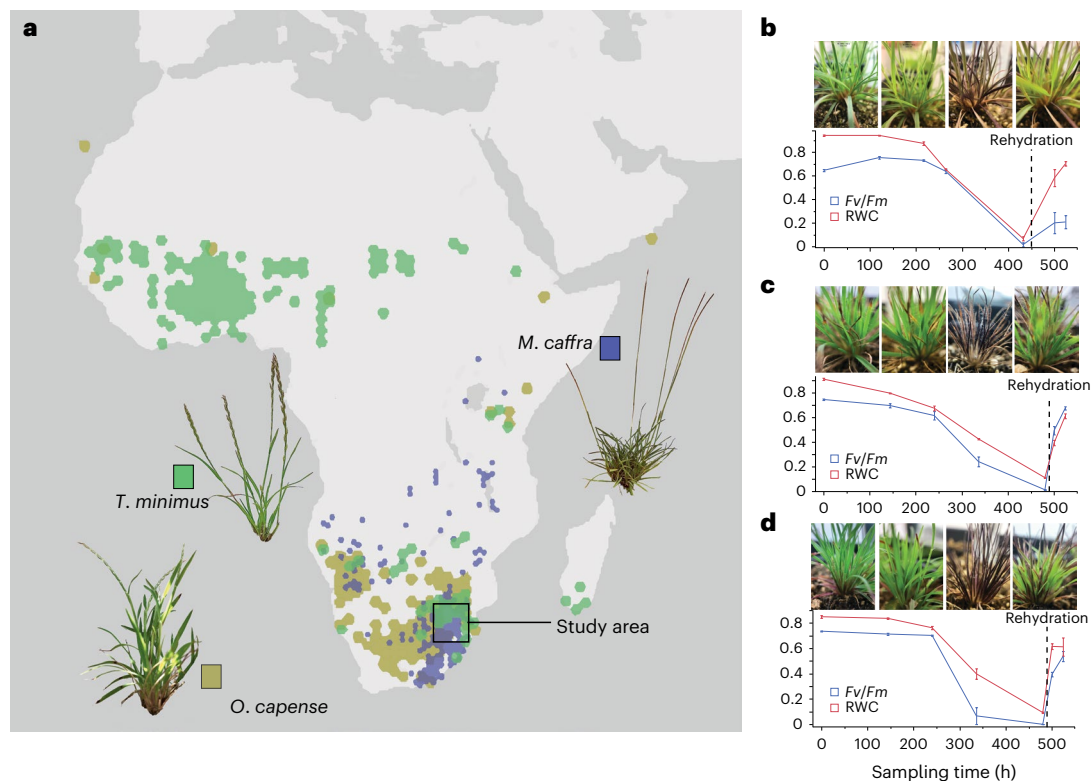 a
M. caffra
T. minimus
Study area
O. capense
b
Rehydration
0.8
0.6
0.4
0.2
0
Fv/Fm
RWC
0 100 200 300 400 500
c
Rehydration
0.8
0.6
0.4
0.2
0
Fv/Fm
RWC
0 100 200 300 400 500
d
Rehydration
0.8
0.6
0.4
0.2
0
Fv/Fm
RWC
0 100 200 300 400 500
Sampling time (h)